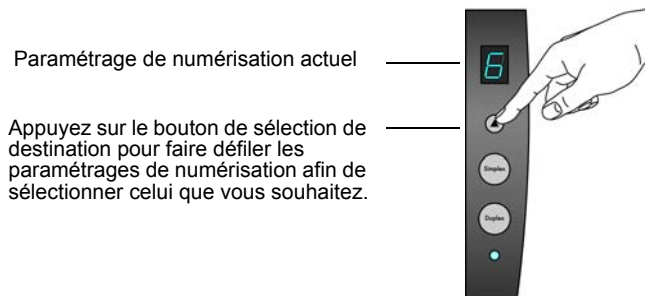 Paramétrage de numérisation actuel
6
Appuyez sur le bouton de sélection de
destination pour faire défiler les
paramétrages de numérisation afin de
sélectionner celui que vous souhaitez.
Simplex
Duplex